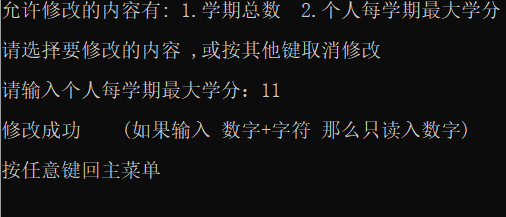 允许修改的内容有: 1.学期总数  2.个人每学期最大学分
请选择要修改的内容 ,或按其他键取消修改
请输入个人每学期最大学分：11
修改成功    (如果输入 数字+字符 那么只读入数字)
按任意键回主菜单